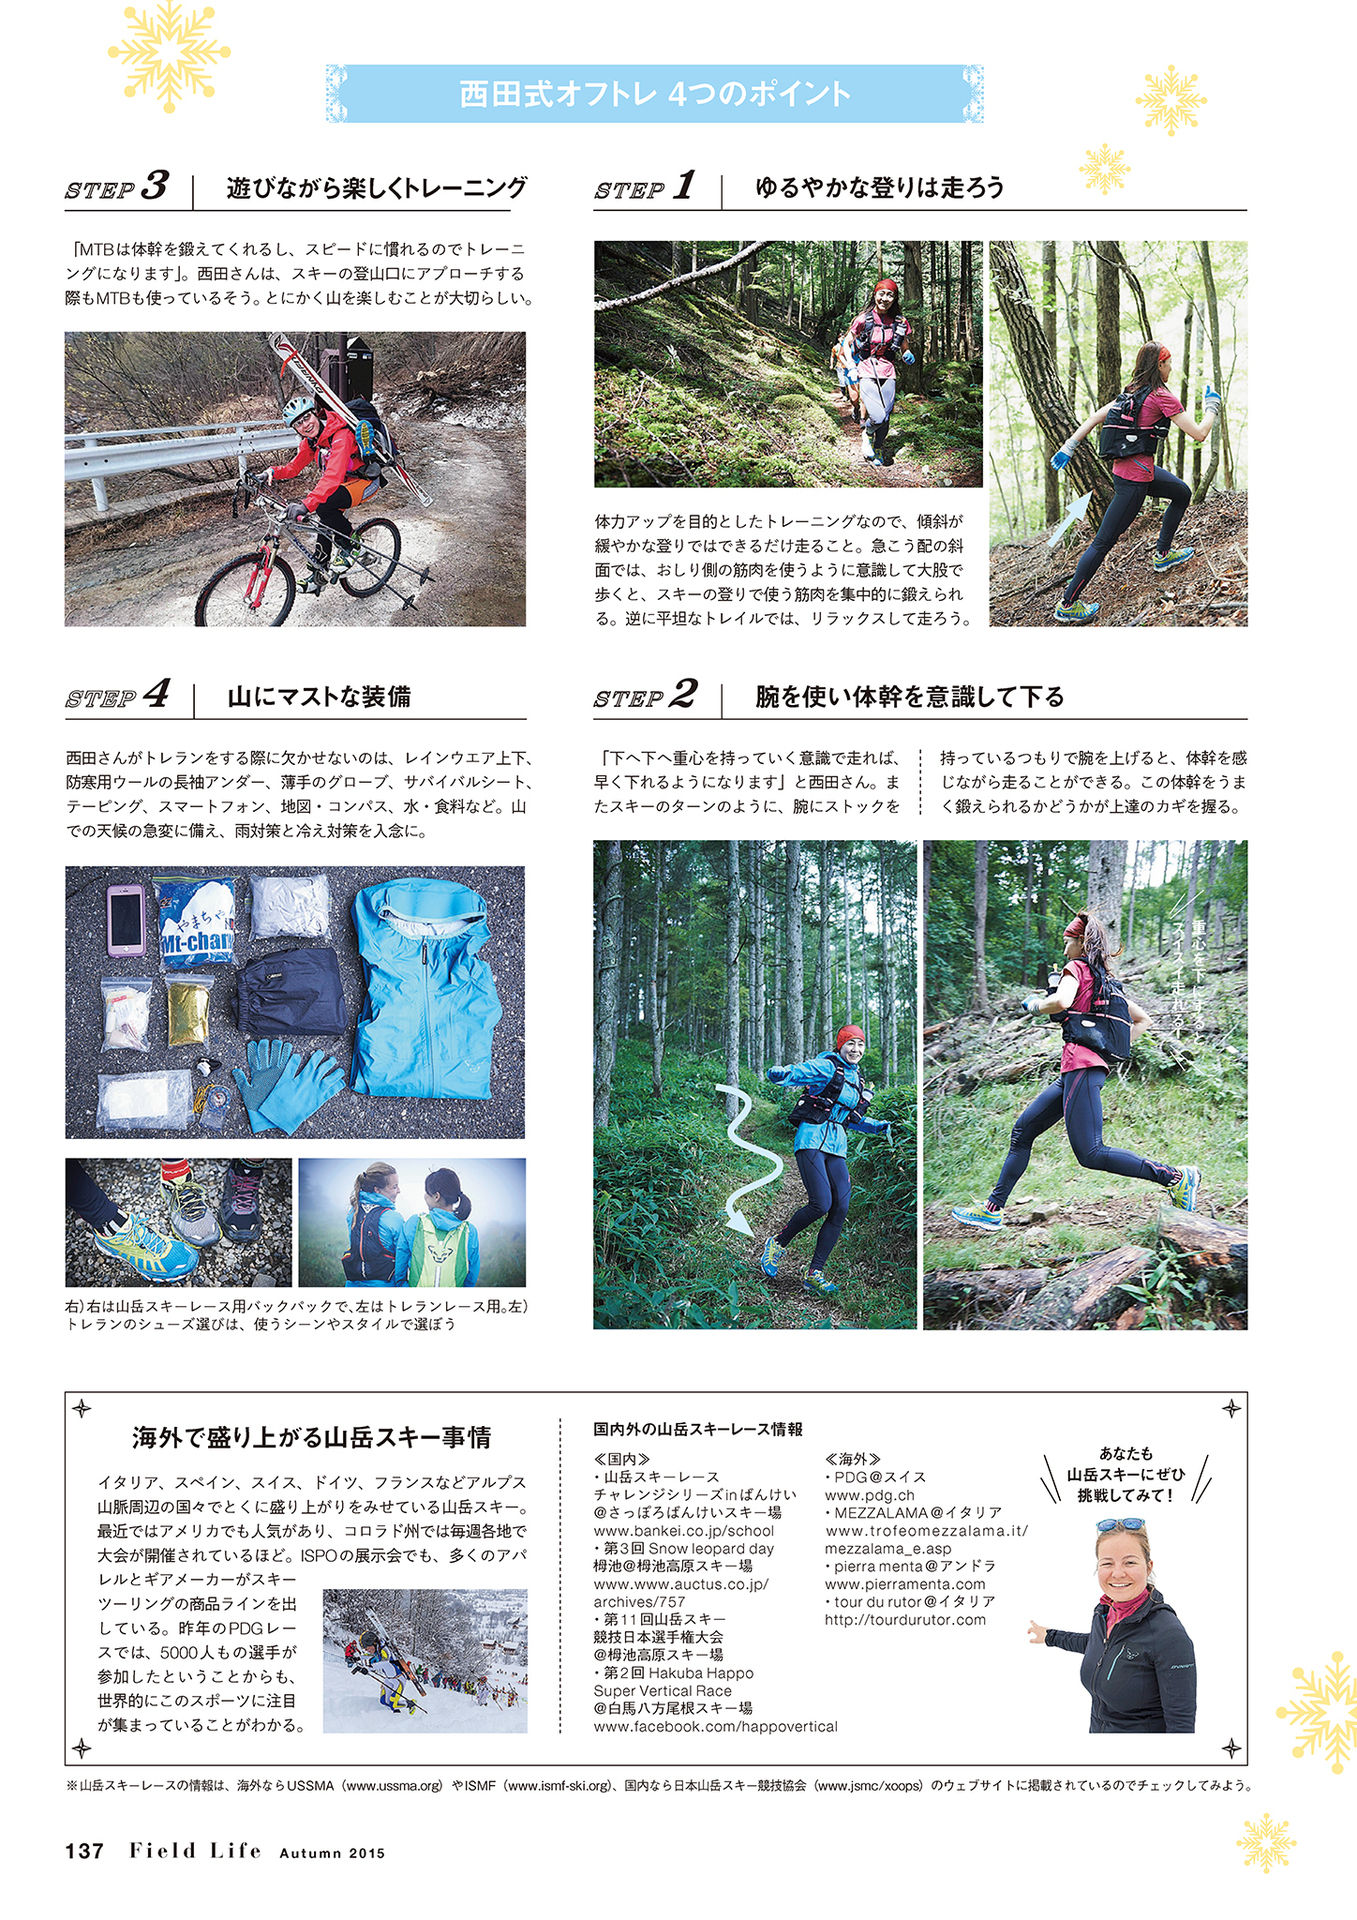 西田式オフトレ 4つのポイント
STEP 1
ゆるやかな登りは走ろう
体力アップを目的としたトレーニングなので、傾斜が
緩やかな登りではできるだけ走ること。急こう配の斜
面では、おしり側の筋肉を使うように意識して大股で
歩くと、スキーの登りで使う筋肉を集中的に鍛えられ
る。逆に平坦なトレイルでは、リラックスして走ろう。
STEP 2
腕を使い体幹を意識して下る
「下へ下へ重心を持っていく意識で走れば、
早く下れるようになります」と西田さん。ま
たスキーのターンのように、腕にストックを
持っているつもりで腕を上げると、体幹を感
じながら走ることができる。この体幹をうま
く鍛えられるかどうかが上達のカギを握る。
重心を下にすると
スイスイ走れる!
STEP 3
遊びながら楽しくトレーニング
「MTBは体幹を鍛えてくれるし、スピードに慣れるのでトレーニ
ングになります」。西田さんは、スキーの登山口にアプローチする
際もMTBも使っているそう。とにかく山を楽しむことが大切らしい。
STEP 4
山にマストな装備
西田さんがトレランをする際に欠かせないのは、レインウエア上下、
防寒用ウールの長袖アンダー、薄手のグローブ、サバイバルシート、
テーピング、スマートフォン、地図・コンパス、水・食料など。山
での天候の急変に備え、雨対策と冷え対策を入念に。
やまちゃ
Mt-chan
右)右は山岳スキーレース用バックパックで、左はトレランレース用。左)
トレランのシューズ選びは、使うシーンやスタイルで選ぼう
海外で盛り上がる山岳スキー事情
イタリア、スペイン、スイス、ドイツ、フランスなどアルプス
山脈周辺の国々でとくに盛り上がりをみせている山岳スキー。
最近ではアメリカでも人気があり、コロラド州では毎週各地で
大会が開催されているほど。ISPOの展示会でも、多くのアパ
レルとギアメーカーがスキー
ツーリングの商品ラインを出
している。昨年のPDGレー
スでは、5000人もの選手が
参加したということからも、
世界的にこのスポーツに注目
が集まっていることがわかる。
国内外の山岳スキーレース情報
≪国内≫
・山岳スキーレース
チャレンジシリーズinばんけい
@さっぽろばんけいスキー場
www.bankei.co.jp/school
・第3回 Snow leopard day
栂池@栂池高原スキー場
www.www.auctus.co.jp/
archives/757
・第11回山岳スキー
競技日本選手権大会
@栂池高原スキー場
・第2回 Hakuba Happo
Super Vertical Race
@白馬八方尾根スキー場
www.facebook.com/happovertical
≪海外≫
・PDG@スイス
www.pdg.ch
・MEZZALAMA@イタリア
www.trofeomezzalama.it/
mezzalama_e.asp
・pierra menta@アンドラ
www.pierramenta.com
・tour du rutor@イタリア
http://tourdurutor.com
あなたも
山岳スキーにぜひ
挑戦してみて!
※山岳スキーレースの情報は、海外ならUSSMA（www.ussma.org）やISMF（www.ismf-ski.org)、国内なら日本山岳スキー競技協会（www.jsmc/xoops）のウェブサイトに掲載されているのでチェックしてみよう。
137 Field Life Autumn 2015